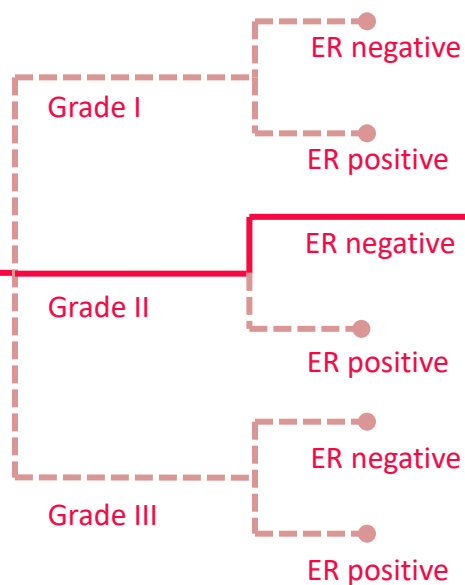 ER negative
Grade I
ER positive
ER negative
Grade II
ER positive
ER negative
Grade III
ER positive